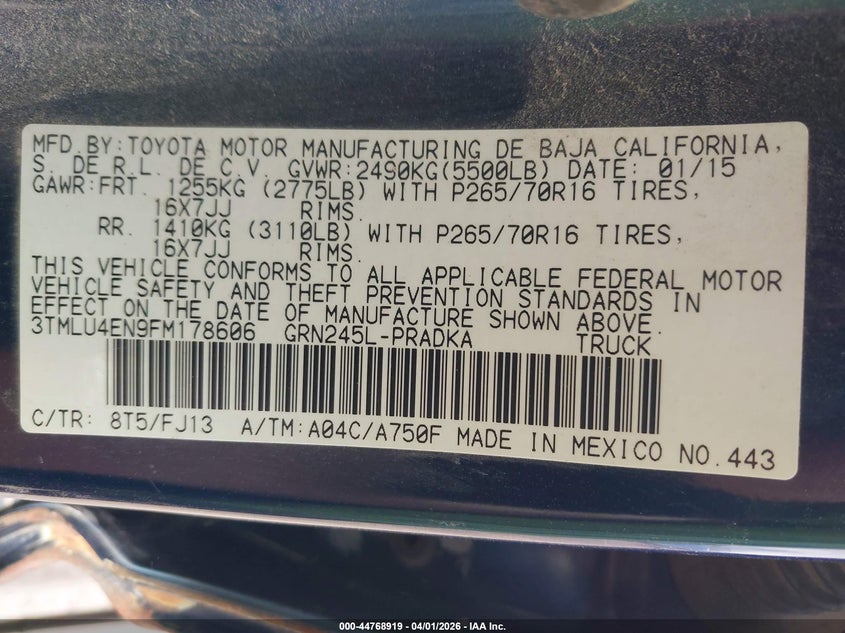 MFD.BY:TOYOTA MOTOR MANUFACTURING DE BAJA CALIFORNIA,
S. DE R.L. DE C.V. GVWR:2490KG(5500LB) DATE: 01/15
GAWR:FRT. 1255KG (2775LB) WITH P265/70R16 TIRES,
16X7JJ RIMS.
RR. 1410KG (3110LB) WITH P265/70R16 TIRES,
16X7JJ RIMS.
THIS VEHICLE CONFORMS TO ALL APPLICABLE FEDERAL MOTOR
VEHICLE SAFETY AND THEFT PREVENTION STANDARDS IN
EFFECT ON THE DATE OF MANUFACTURE SHOWN ABOVE.
3TMLU4EN9FM178606 GRN245L-PRADKA TRUCK
C/TR: 8T5/FJ13 A/TM:A04C/A750F MADE IN MEXICO NO.443
000-44768919 - 04/01/2026 - IAA Inc.